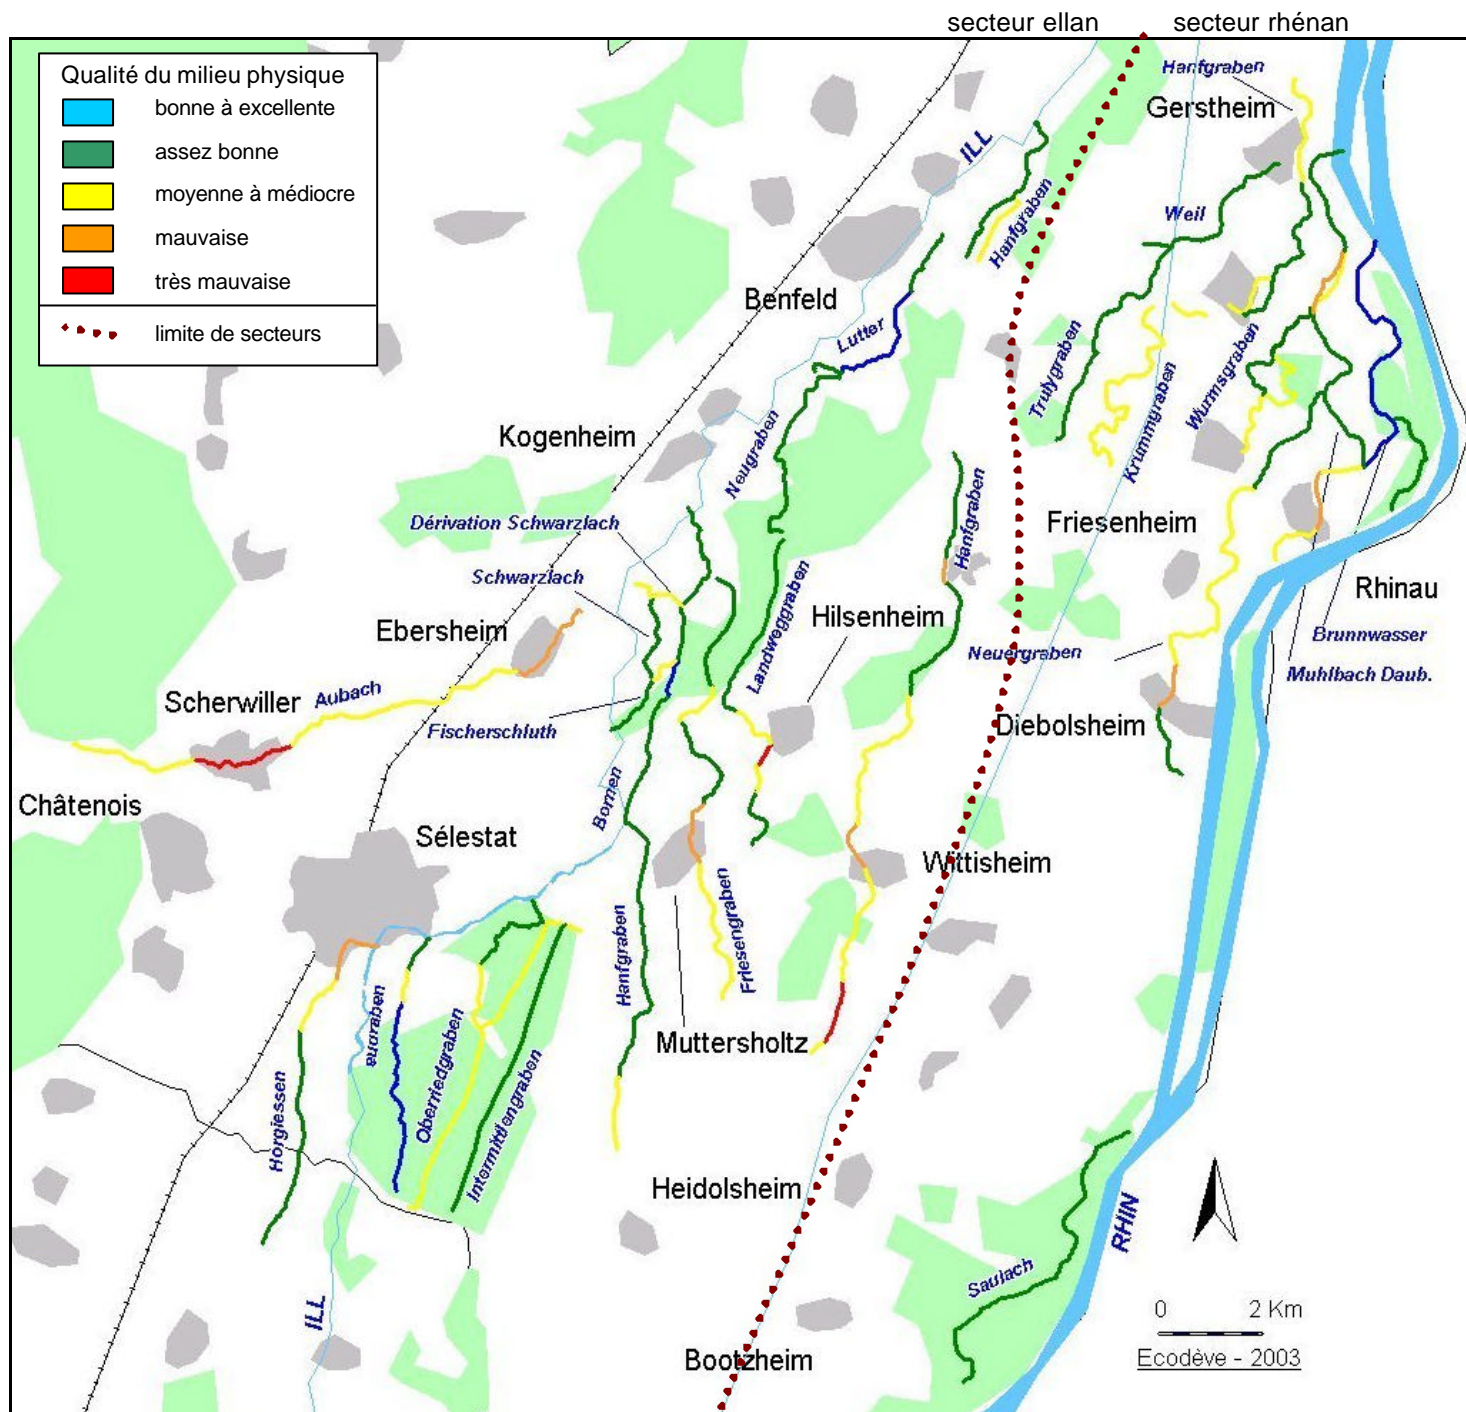 secteur ellan
secteur rhénan
Qualité du milieu physique
bonne à excellente
assez bonne
moyenne à médiocre
mauvaise
très mauvaise
limite de secteurs
Hanfgraben
Gerstheim
ILL
Hanfgraben
Weil
Benfeld
Lutter
Trulygraben
Krummgraben
Wurmsgraben
Kogenheim
Neugraben
Dérivation Schwarzlach
Hanfgraben
Friesenheim
Schwarzlach
Rhinau
Ebersheim
Landweggraben
Hilsenheim
Brunnwasser
Neuergraben
Muhlbach Daub.
Scherwiller
Aubach
Fischerschluth
Diebolsheim
Châtenois
Bornen
Sélestat
Wittisheim
Hanfgraben
Friesengraben
Oberriedgraben
Muttersholtz
Horgiessen
Intermittlengraben
Heidolsheim
RHIN
Saulach
ILL
0 2 Km
Bootzheim
Ecodève - 2003